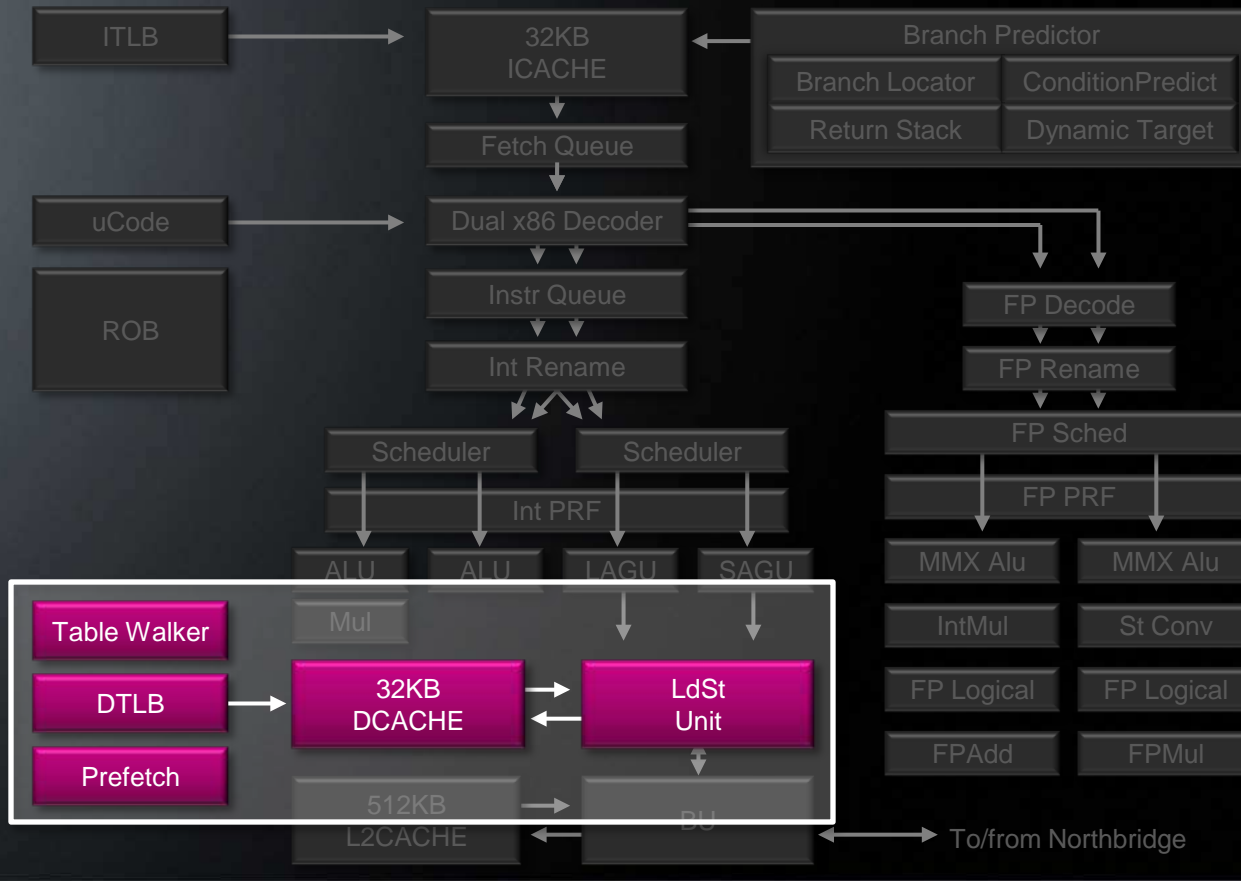 ITLB
32KB
ICACHE
Branch Predictor
Branch Locator
ConditionPredict
Return Stack
Dynamic Target
Fetch Queue
uCode
Dual x86 Decoder
ROB
Instr Queue
Int Rename
FP Decode
FP Rename
Scheduler
Scheduler
FP Sched
Int PRF
FP PRF
ALU
ALU
LAGU
SAGU
MMX Alu
MMX Alu
Mul
IntMul
St Conv
Table Walker
DTLB
Prefetch
32KB
DCACHE
LdSt
Unit
FP Logical
FP Logical
FPAdd
FPMul
512KB
L2CACHE
BU
To/from Northbridge